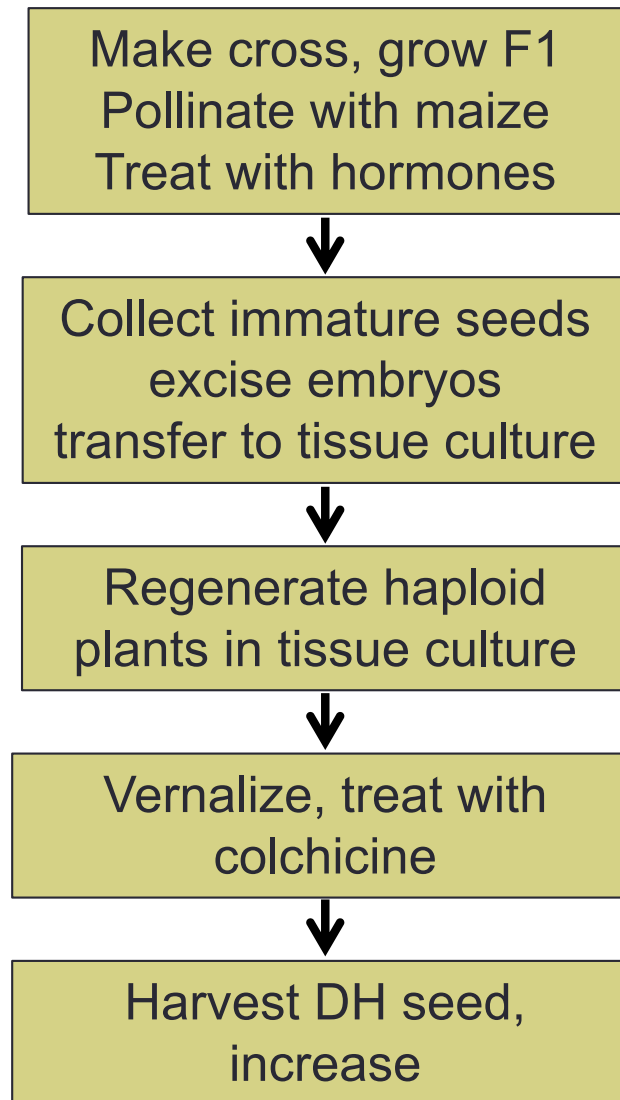 Make cross, grow F1
Pollinate with maize
Treat with hormones
Collect immature seeds
excise embryos
transfer to tissue culture
Regenerate haploid
plants in tissue culture
Vernalize, treat with
colchicine
Harvest DH seed,
increase